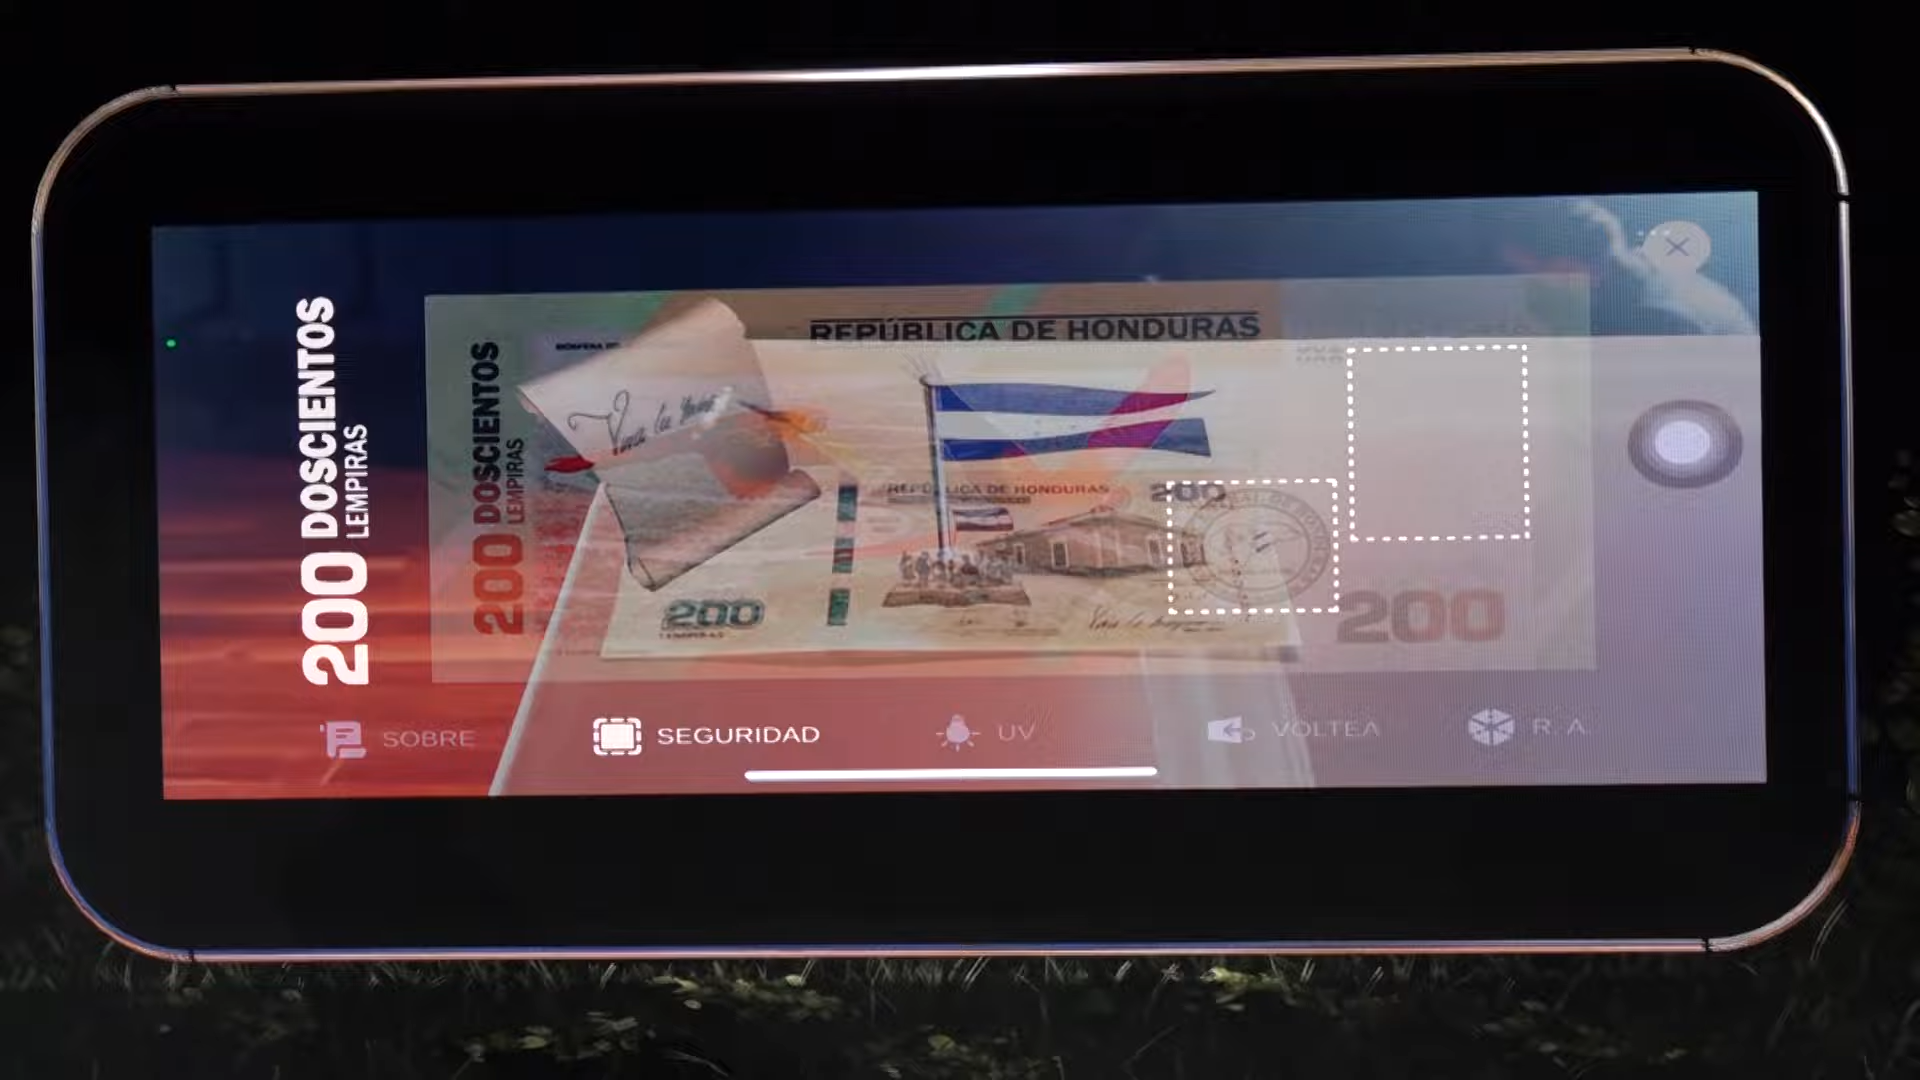 200 DOSCIENTOS
LEMPIRAS
REPÚBLICA DE HONDURAS
200 DOSCIENTOS
LEMPIRAS
REPÚBLICA DE HONDURAS
200
200
LEMPIRAS
200
SOBRE
SEGURIDAD
UV
VOLTEA
R. A.